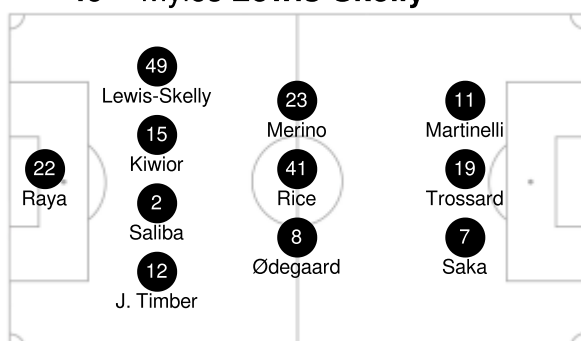 49 Myles Lewis-Skelly
49
Lewis-Skelly
23
Merino
11
Martinelli
15
Kiwior
22
Raya
41
Rice
19
Trossard
2
Saliba
8
Ødegaard
7
Saka
12
J. Timber